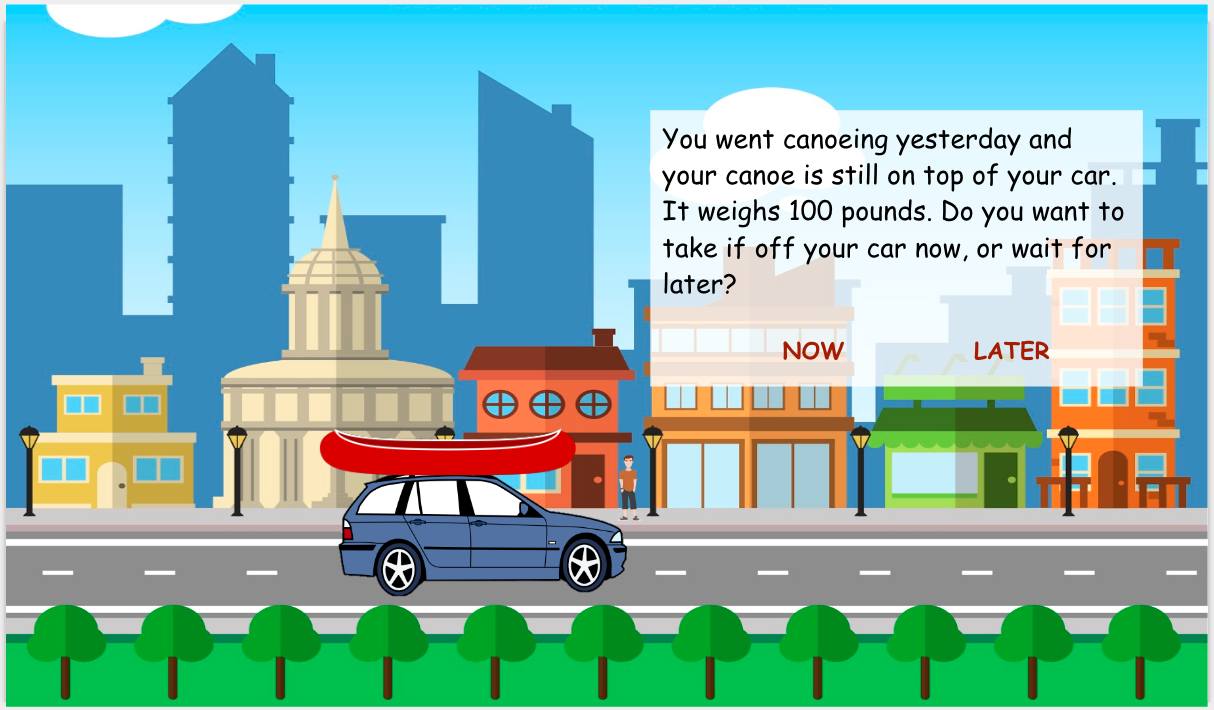 You went canoeing yesterday and
your canoe is still on top of your car.
It weighs 100 pounds. Do you want to
take if off your car now, or wait for
later?
NOW LATER